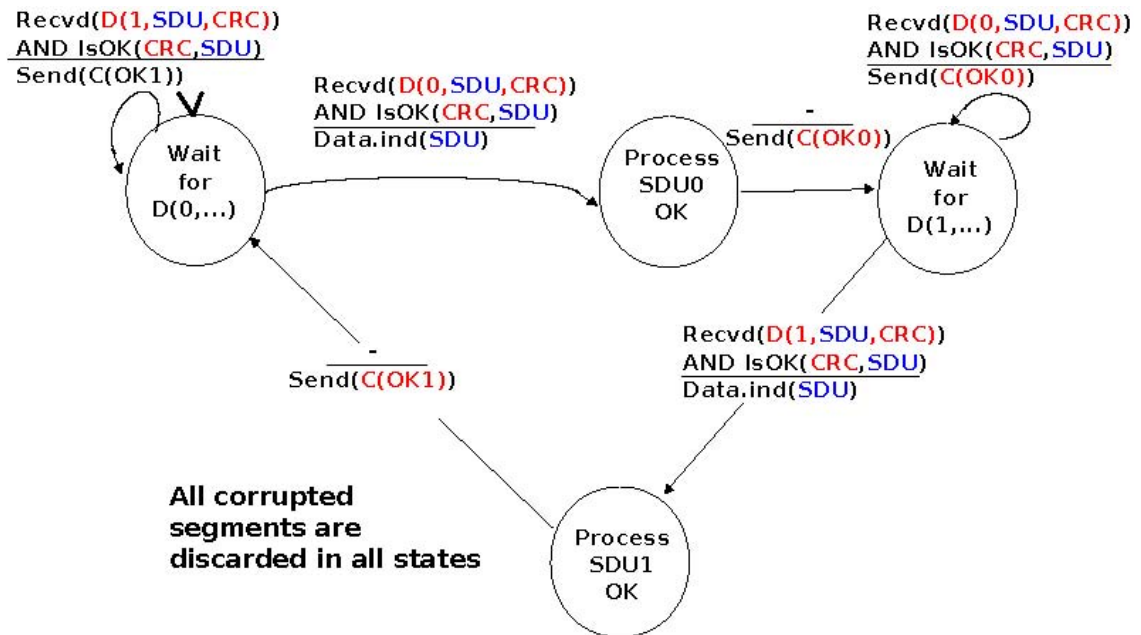 Recvd(D(1,SDU,CRC))
AND IsOK(CRC,SDU)
Send(C(OK1))
Recvd(D(0,SDU,CRC))
AND IsOK(CRC,SDU)
Data.ind(SDU)
Recvd(D(0,SDU,CRC))
AND IsOK(CRC,SDU)
Send(C(OK0))
-
Send(C(OK0))
Wait
for
D(0,...)
Process
SDU0
OK
Wait
for
D(1,...)
Recvd(D(1,SDU,CRC))
AND IsOK(CRC,SDU)
Data.ind(SDU)
-
Send(C(OK1))
All corrupted
segments are
discarded in all states
Process
SDU1
OK